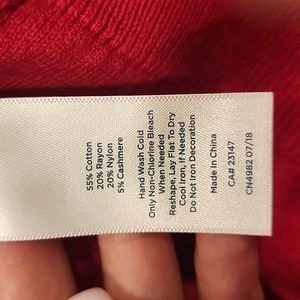 55% Cotton
20% Rayon
20% Nylon
5% Cashmere
Hand Wash Cold
Only Non-Chlorine Bleach
When Needed
Reshape, Lay Flat To Dry
Cool Iron, If Needed
Do Not Iron Decoration
Made In China
CA# 23147
CN4982 07/18